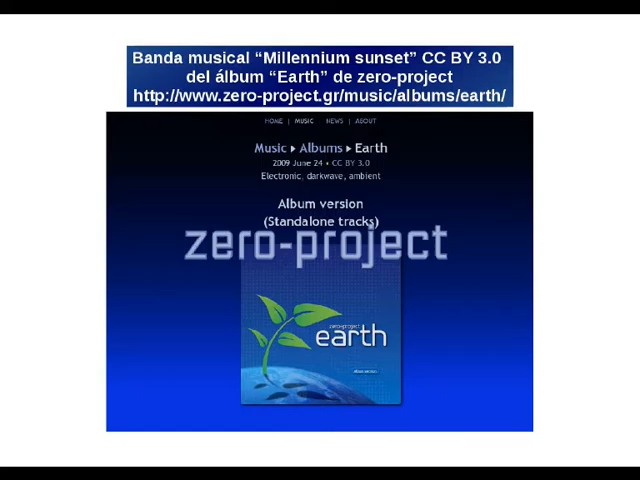 Banda musical “Millennium sunset” CC BY 3.0
del álbum “Earth” de zero-project
http://www.zero-project.gr/music/albums/earth/
HOME | MUSIC NEWS | ABOUT
Music Albums Earth
2009 June 24 • CC BY 3.0
Electronic, darkwave, ambient
Album version
(Standalone tracks)
zero-project
zero-project
earth